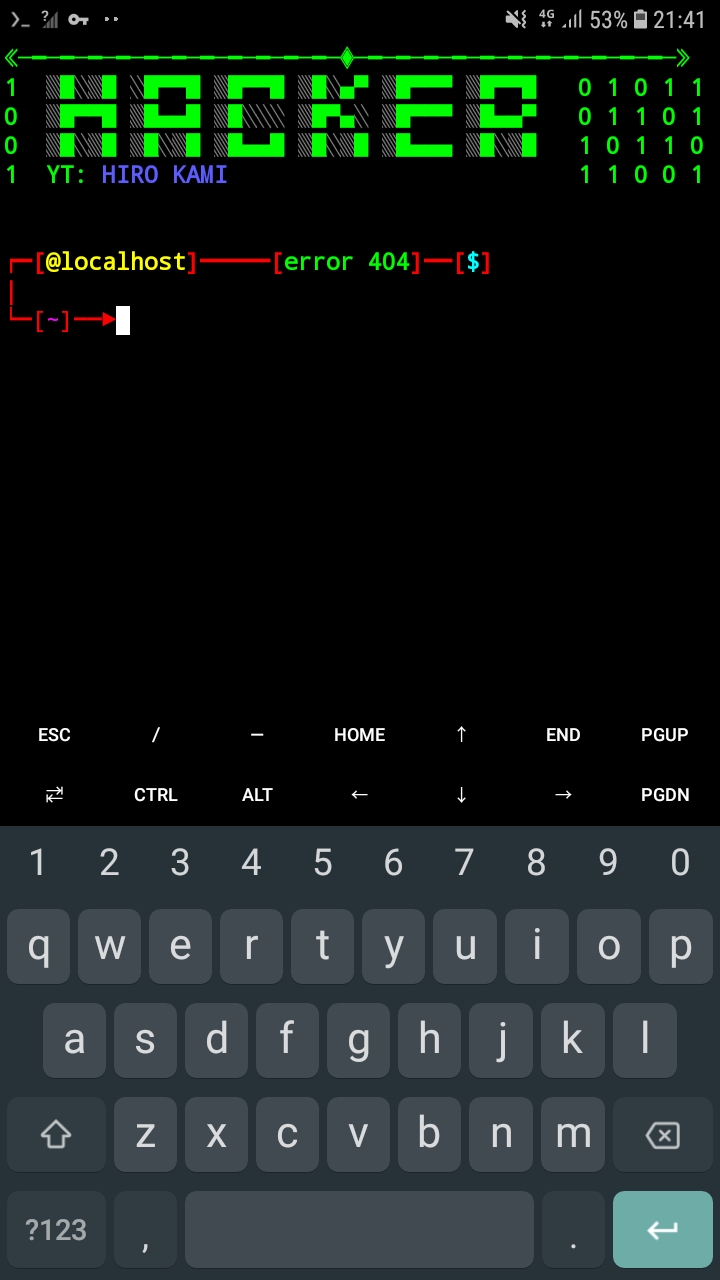 21:41 53% 4G
1 HACKER 0 1 0 1 1
0 0 1 1 0 1
0 1 0 1 1 0
1 YT: HIRO KAMI 1 1 0 0 1
[@localhost] [error 404] [$]
[~]
ESC / — HOME ↑ END PGUP
⇄ CTRL ALT ← ↓ → PGDN
1 2 3 4 5 6 7 8 9 0
q w e r t y u i o p
a s d f g h j k l
z x c v b n m
?123 , .